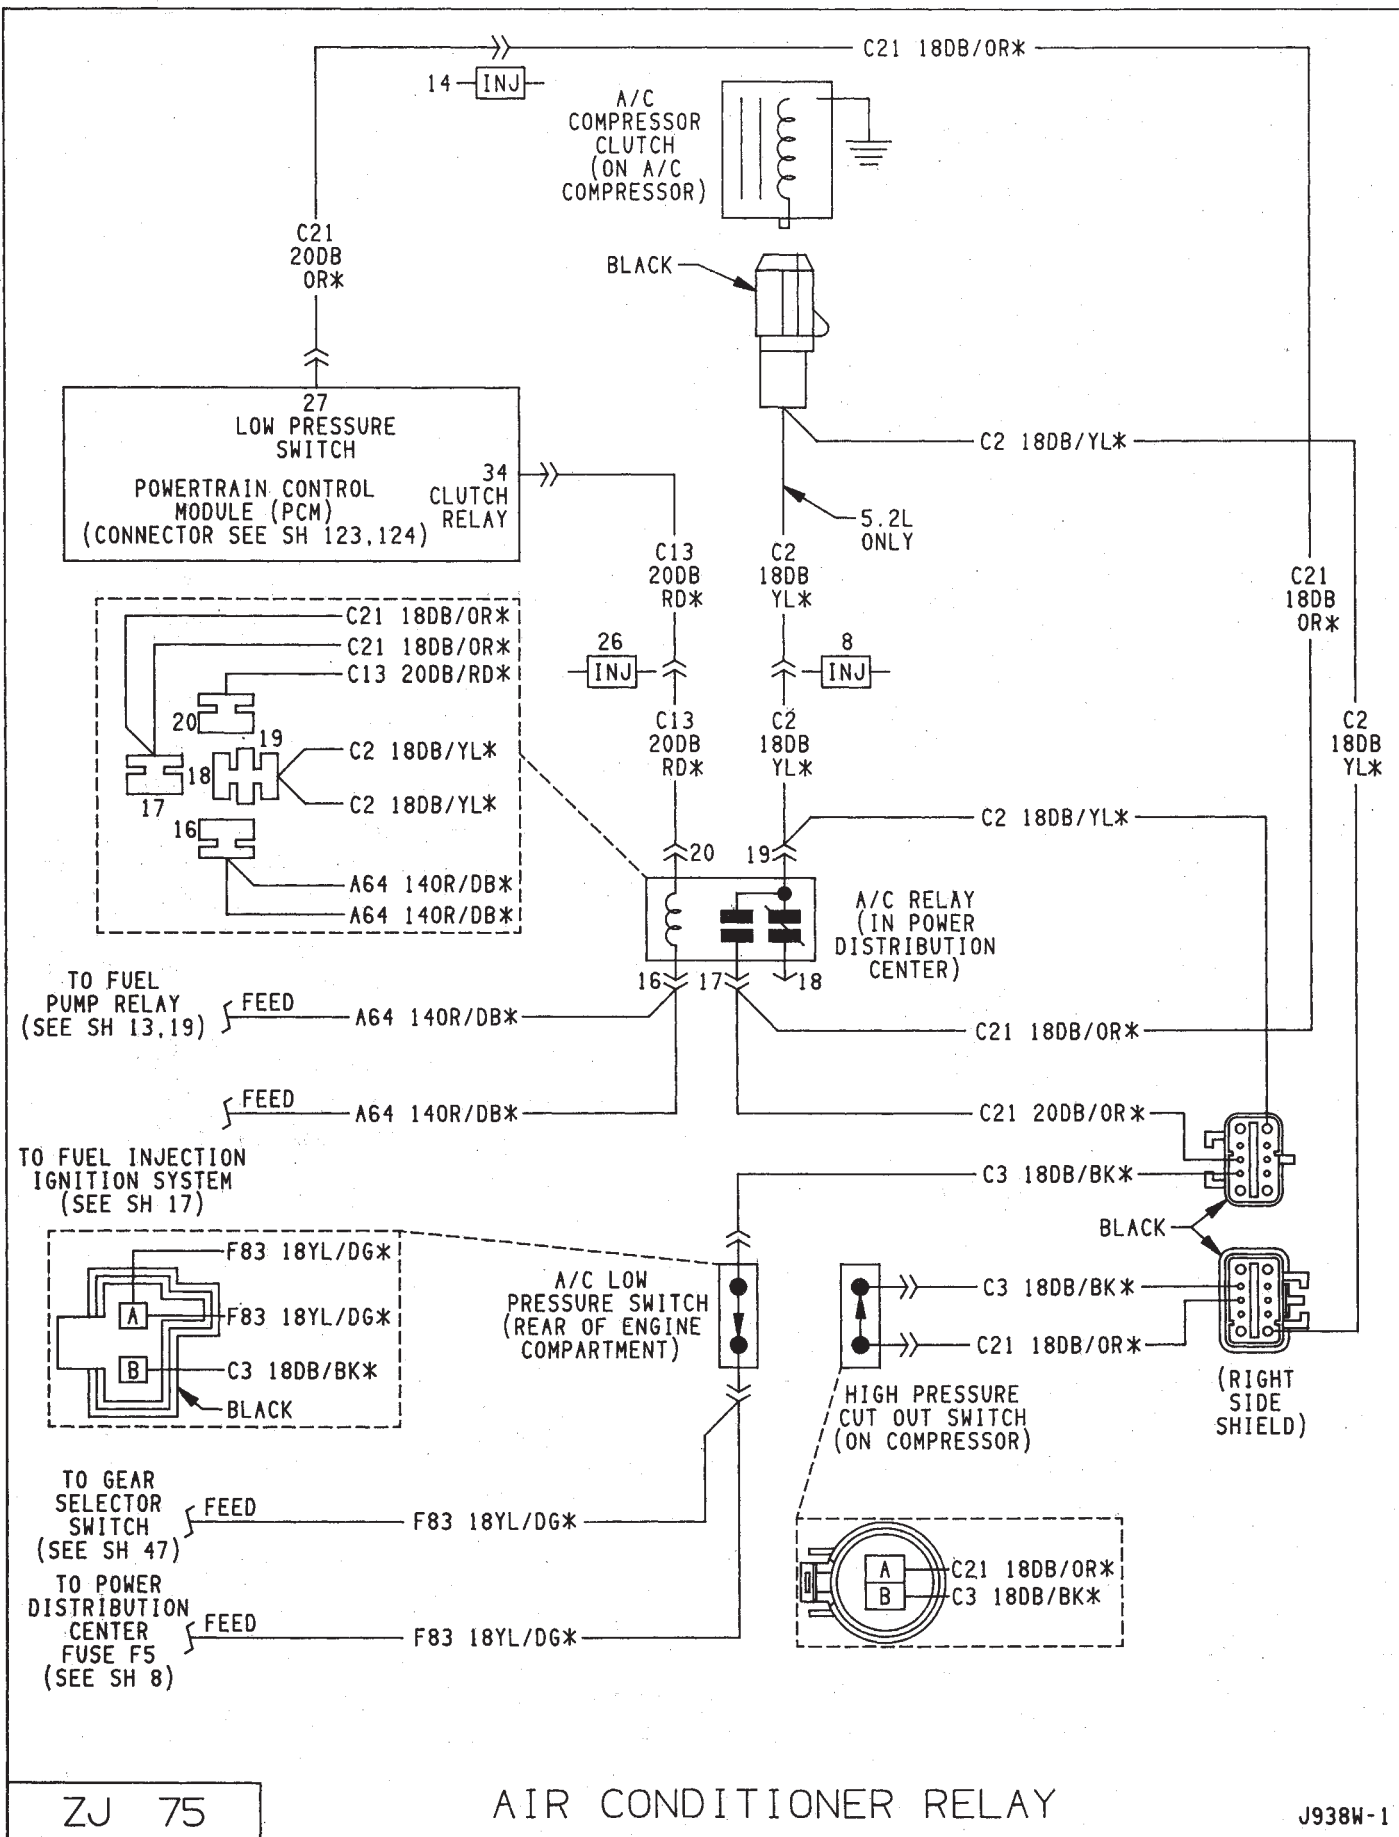 C21 18DB/OR*
14
INJ
A/C
COMPRESSOR
CLUTCH
(ON A/C
COMPRESSOR)
C21
20DB
OR*
BLACK
27
LOW PRESSURE
SWITCH
34
CLUTCH
RELAY
POWERTRAIN CONTROL
MODULE (PCM)
(CONNECTOR SEE SH 123,124)
C2 18DB/YL*
5.2L
ONLY
C13
20DB
RD*
C2
18DB
YL*
C21
18DB
OR*
C21 18DB/OR*
C21 18DB/OR*
C13 20DB/RD*
20
19
C2 18DB/YL*
18
C2 18DB/YL*
17
16
A64 14OR/DB*
A64 14OR/DB*
26
INJ
8
INJ
C13
20DB
RD*
C2
18DB
YL*
C2
18DB
YL*
C2 18DB/YL*
20
19
A/C RELAY
(IN POWER
DISTRIBUTION
CENTER)
16
17
18
TO FUEL
PUMP RELAY
(SEE SH 13,19)
FEED
A64 14OR/DB*
C21 18DB/OR*
FEED
A64 14OR/DB*
C21 20DB/OR*
TO FUEL INJECTION
IGNITION SYSTEM
(SEE SH 17)
C3 18DB/BK*
BLACK
F83 18YL/DG*
A
F83 18YL/DG*
B
C3 18DB/BK*
BLACK
A/C LOW
PRESSURE SWITCH
(REAR OF ENGINE
COMPARTMENT)
C3 18DB/BK*
C21 18DB/OR*
HIGH PRESSURE
CUT OUT SWITCH
(ON COMPRESSOR)
(RIGHT
SIDE
SHIELD)
TO GEAR
SELECTOR
SWITCH
(SEE SH 47)
FEED
F83 18YL/DG*
A
C21 18DB/OR*
B
C3 18DB/BK*
TO POWER
DISTRIBUTION
CENTER
FUSE F5
(SEE SH 8)
FEED
F83 18YL/DG*
ZJ 75
AIR CONDITIONER RELAY
J938W-1